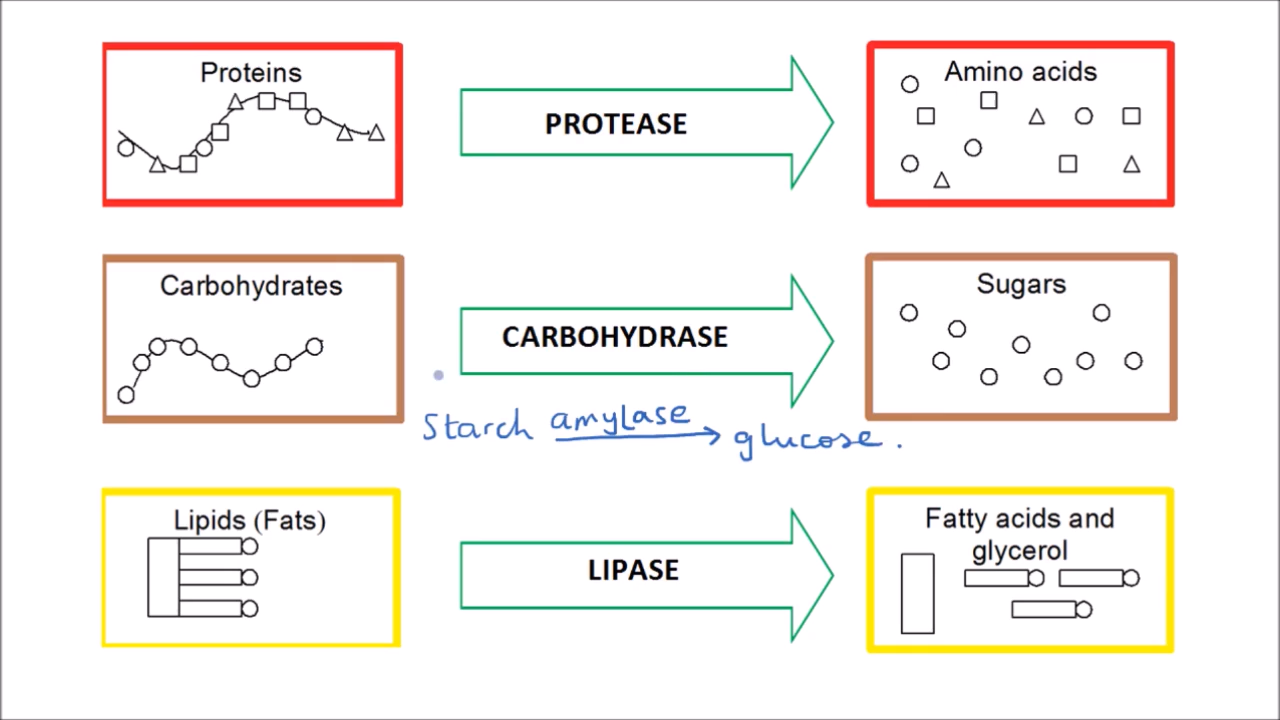 Proteins
PROTEASE
Amino acids
Carbohydrates
CARBOHYDRASE
Sugars
Starch amylase glucose.
Lipids (Fats)
LIPASE
Fatty acids and
glycerol